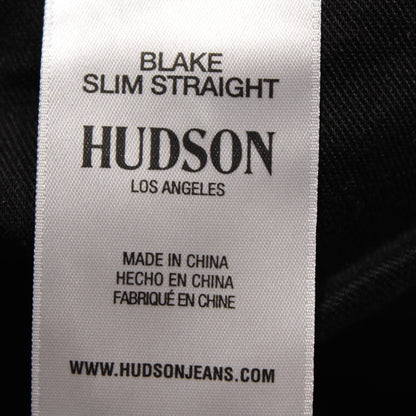 BLAKE
SLIM STRAIGHT
HUDSON
LOS ANGELES
MADE IN CHINA
HECHO EN CHINA
FABRIQUÉ EN CHINE
WWW.HUDSONJEANS.COM